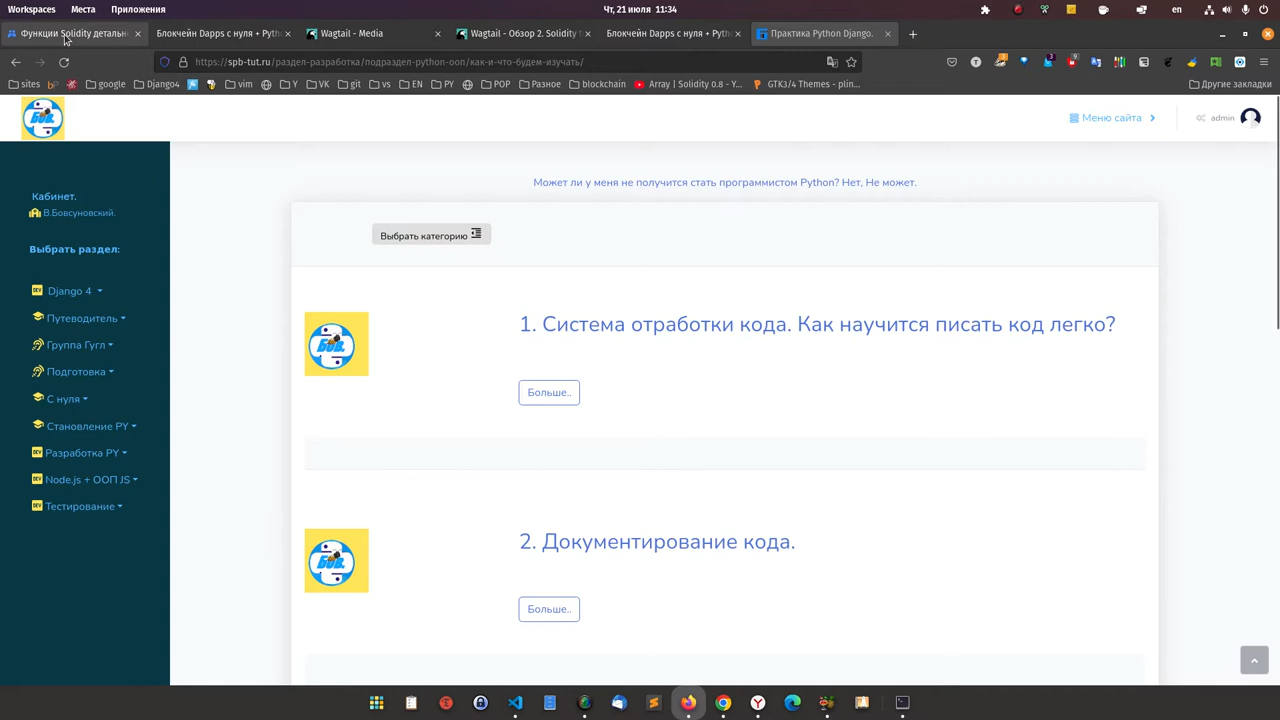 Workspaces Места Приложения Чт, 21 июля 11:34 en
Функции Solidity детальн Блокчейн Dapps с нуля + Pyth Wagtail - Media Wagtail - Обзор 2. Solidity f Блокчейн Dapps с нуля + Pyth Практика Python Django.
https://spb-tut.ru/раздел-разработка/подраздел-python-ооп/как-и-что-будем-изучать/
sites google Django4 vim Y VK git vs EN PY POP Разное blockchain Array | Solidity 0.8 - Y... GTK3/4 Themes - plin... Другие закладки
Бов. Меню сайта admin
Кабинет.
В.Бовсуновский.
Выбрать раздел:
Django 4
Путеводитель
Группа Гугл
Подготовка
С нуля
Становление PY
Разработка PY
Node.js + ООП JS
Тестирование
Может ли у меня не получится стать программистом Python? Нет, Не может.
Выбрать категорию
Бов.
1. Система отработки кода. Как научится писать код легко?
Больше..
Бов.
2. Документирование кода.
Больше..